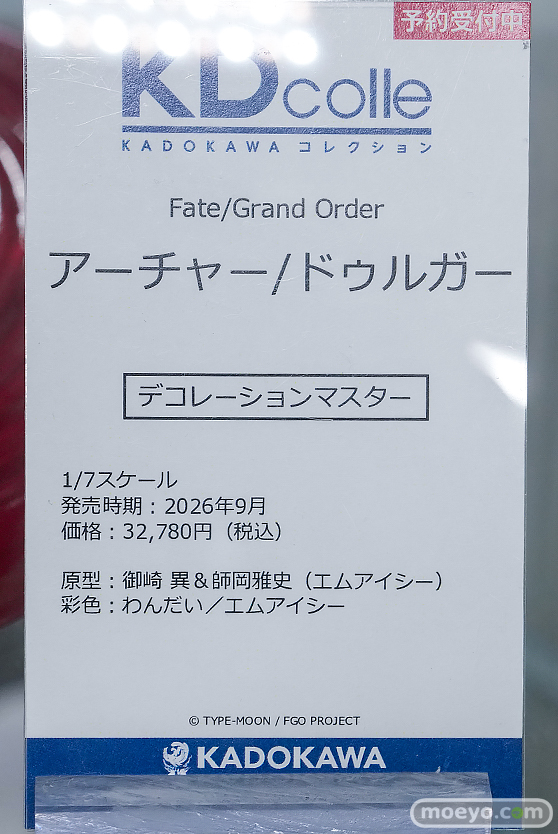 予約受付中
KDcolle
KADOKAWA コレクション
Fate/Grand Order
アーチャー/ドゥルガー
デコレーションマスター
1/7スケール
発売時期：2026年9月
価格：32,780円（税込）
原型：御崎 異＆師岡雅史（エムアイシー）
彩色：わんだい／エムアイシー
© TYPE-MOON / FGO PROJECT
KADOKAWA
moeyo.com